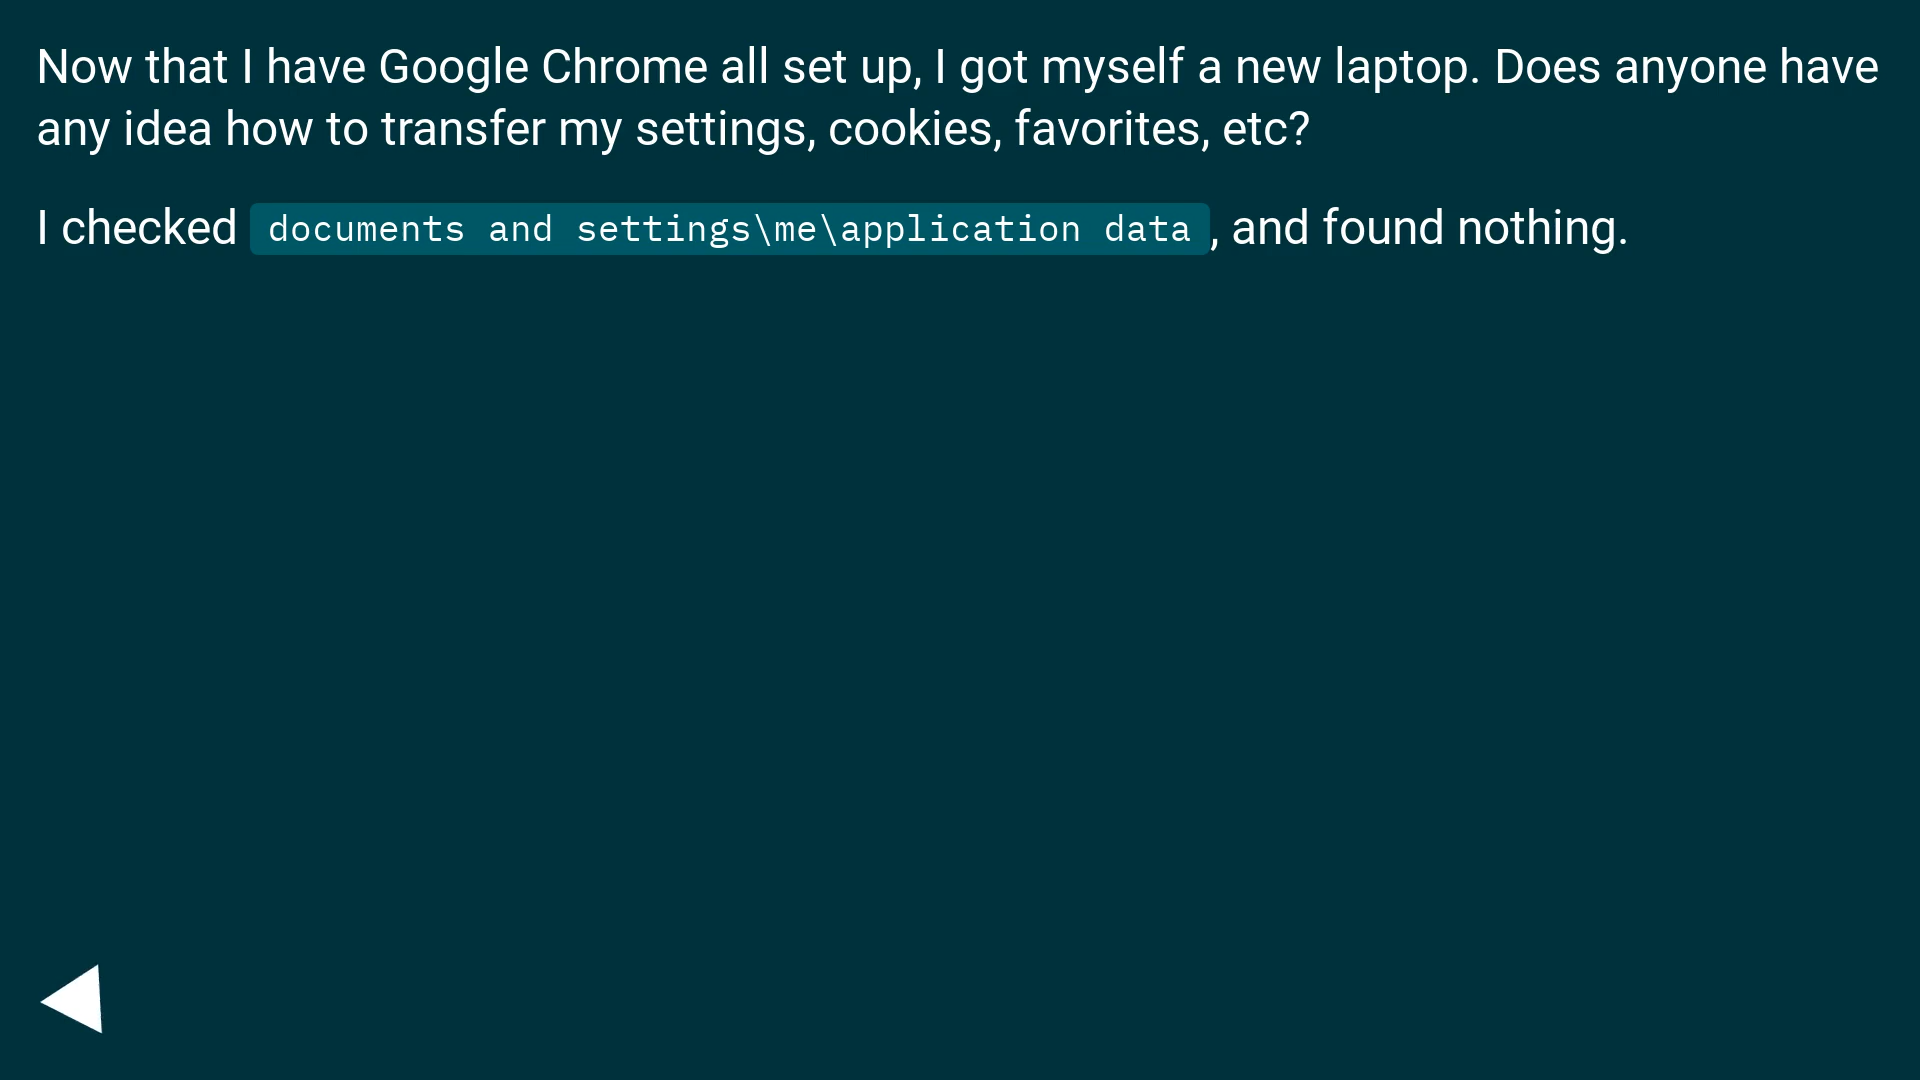 Now that I have Google Chrome all set up, I got myself a new laptop. Does anyone have
any idea how to transfer my settings, cookies, favorites, etc?
I checked documents and settings\me\application data, and found nothing.